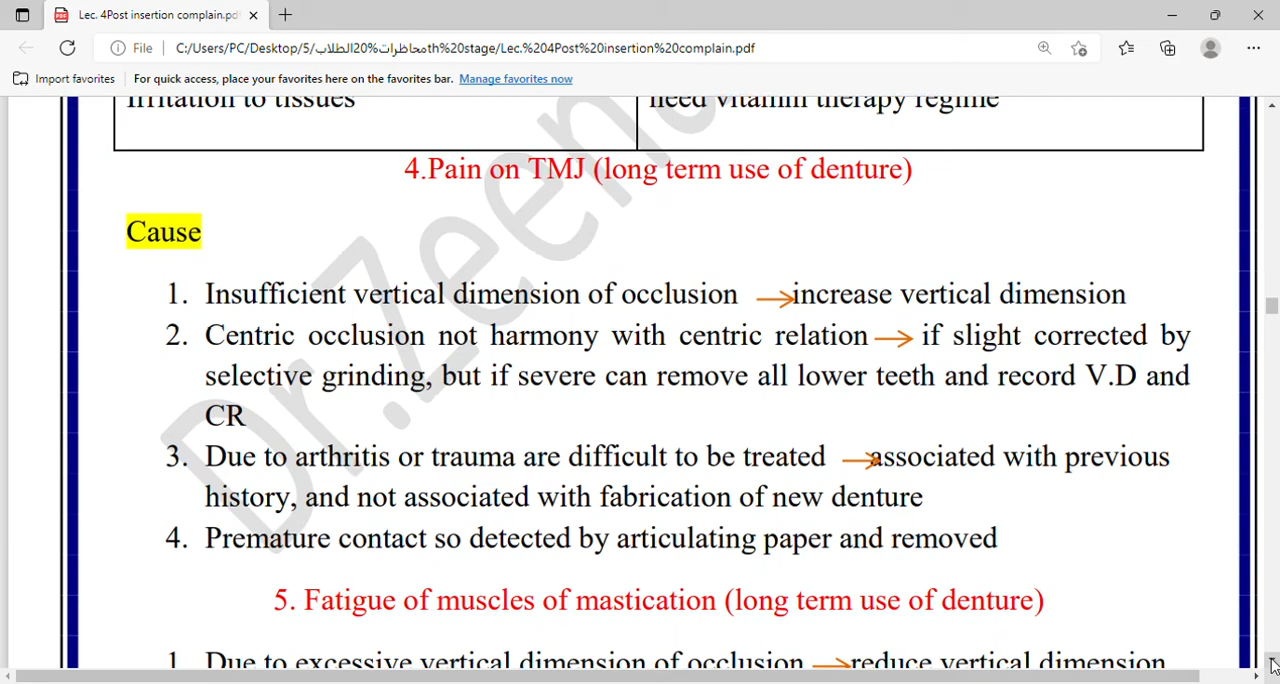 Lec. 4Post insertion complain.pd
File
C:/Users/PC/Desktop/5/محاظرات%20الطلاب/th%20stage/Lec.%204Post%20insertion%20complain.pdf
Import favorites
For quick access, place your favorites here on the favorites bar. Manage favorites now
Irritation to tissues
need vitamin therapy regime
4.Pain on TMJ (long term use of denture)
Cause
1. Insufficient vertical dimension of occlusion →increase vertical dimension
2. Centric occlusion not harmony with centric relation → if slight corrected by
selective grinding, but if severe can remove all lower teeth and record V.D and
CR
3. Due to arthritis or trauma are difficult to be treated →associated with previous
history, and not associated with fabrication of new denture
4. Premature contact so detected by articulating paper and removed
5. Fatigue of muscles of mastication (long term use of denture)
1. Due to excessive vertical dimension of occlusion →reduce vertical dimension
Dr.Zeena